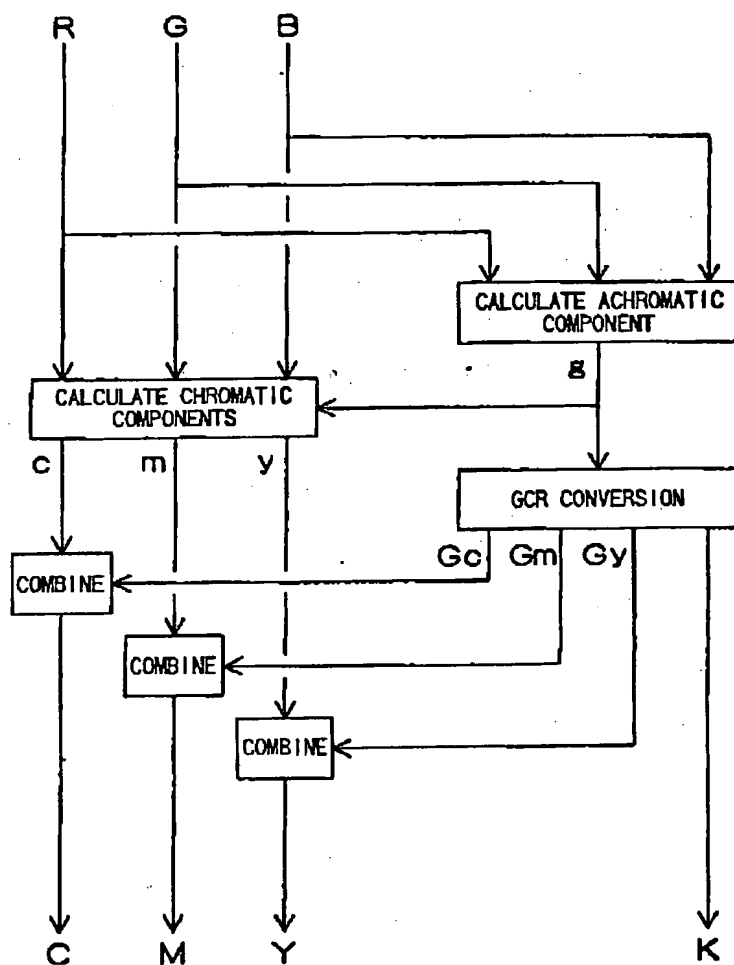 R G B
CALCULATE ACHROMATIC
COMPONENT
g
CALCULATE CHROMATIC
COMPONENTS
c m y
GCR CONVERSION
Gc Gm Gy
COMBINE
COMBINE
COMBINE
C M Y K